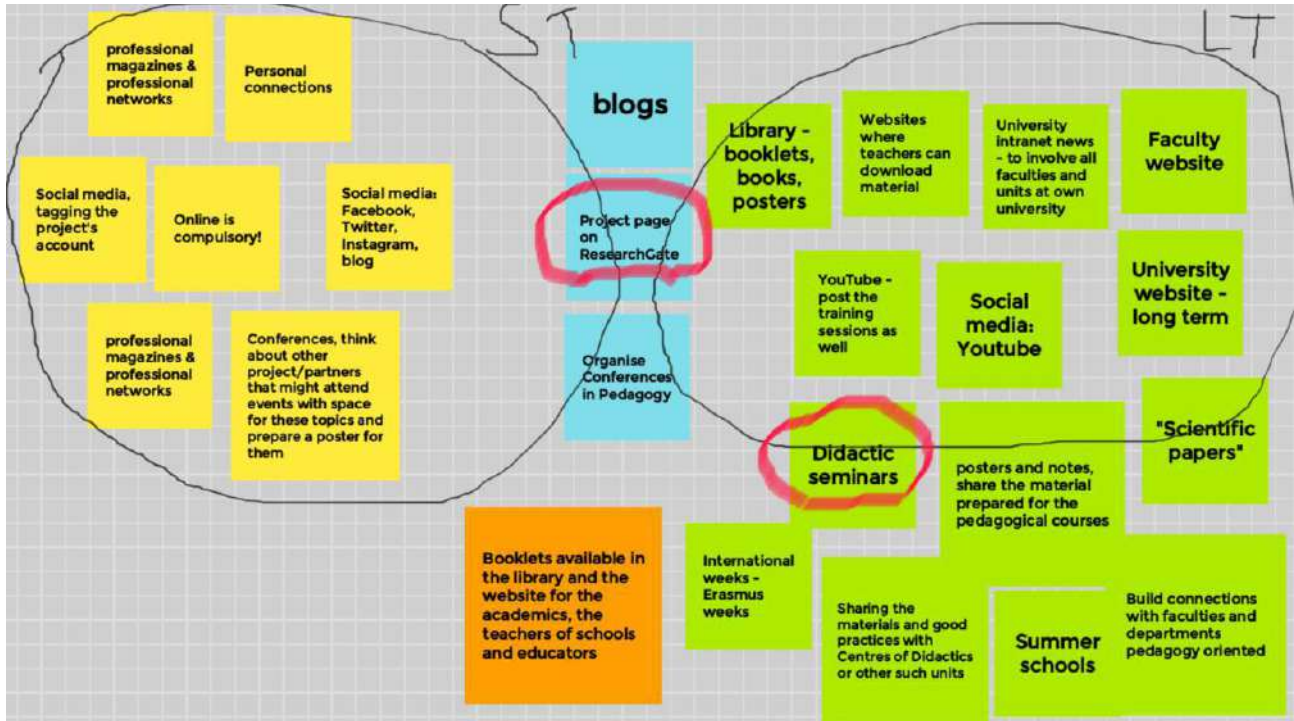 ST
LT
professional
magazines &
professional
networks
Personal
connections
Social media,
tagging the
project's
account
Online is
compulsory!
Social media:
Facebook,
Twitter,
Instagram,
blog
professional
magazines &
professional
networks
Conferences, think
about other
project/partners
that might attend
events with space
for these topics and
prepare a poster for
them
blogs
Project page
on
ResearchGate
Organise
Conferences
in Pedagogy
Library -
booklets,
books,
posters
Websites
where
teachers can
download
material
University
intranet news
- to involve all
faculties and
units at own
university
Faculty
website
YouTube -
post the
training
sessions as
well
Social
media:
Youtube
University
website -
long term
Didactic
seminars
posters and notes,
share the material
prepared for the
pedagogical courses
"Scientific
papers"
Booklets available in
the library and the
website for the
academics, the
teachers of schools
and educators
International
weeks -
Erasmus
weeks
Sharing the
materials and good
practices with
Centres of Didactics
or other such units
Summer
schools
Build connections
with faculties and
departments
pedagogy oriented